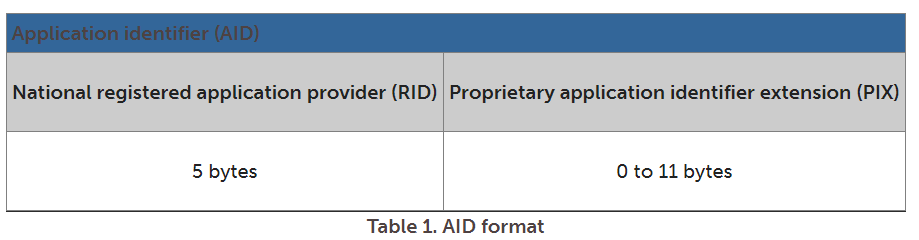 Application identifier (AID)
National registered application provider (RID) Proprietary application identifier extension (PIX)
5 bytes 0 to 11 bytes
Table 1. AID format